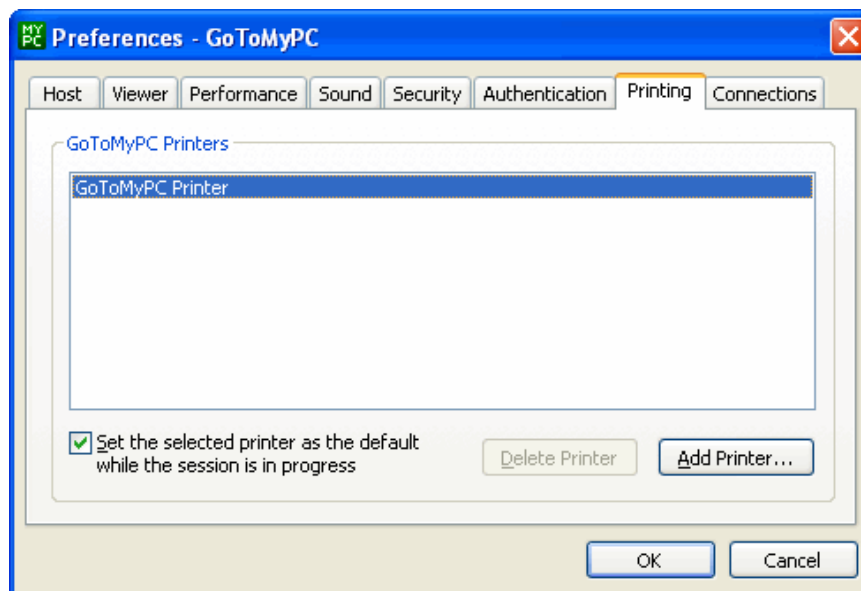 MY PC Preferences - GoToMyPC
Host Viewer Performance Sound Security Authentication Printing Connections
GoToMyPC Printers
GoToMyPC Printer
Set the selected printer as the default
while the session is in progress
Delete Printer
Add Printer...
OK
Cancel